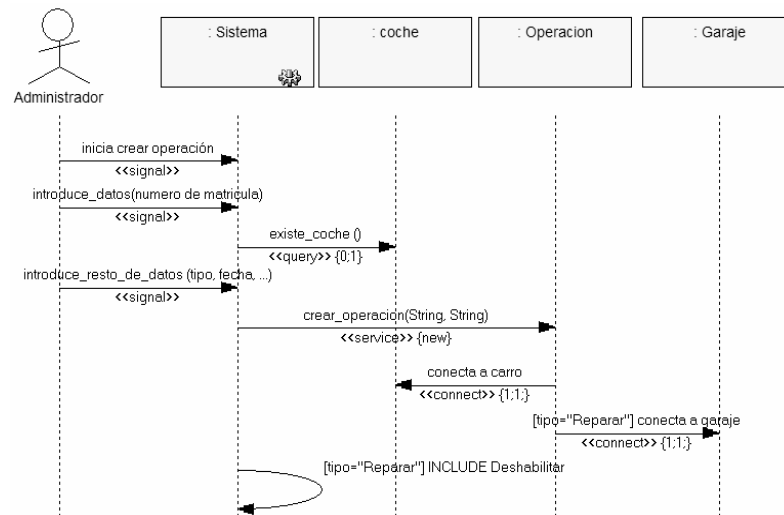 : Sistema
: coche
: Operacion
: Garaje
Administrador
inicia crear operación
<<signal>>
introduce_datos(numero de matricula)
<<signal>>
existe_coche ()
<<query>> {0;1}
introduce_resto_de_datos (tipo, fecha, ...)
<<signal>>
crear_operacion(String, String)
<<service>> {new}
conecta a carro
<<connect>> {1;1;}
[tipo="Reparar"] conecta a garaje
<<connect>> {1;1;}
[tipo="Reparar"] INCLUDE Deshabilitar